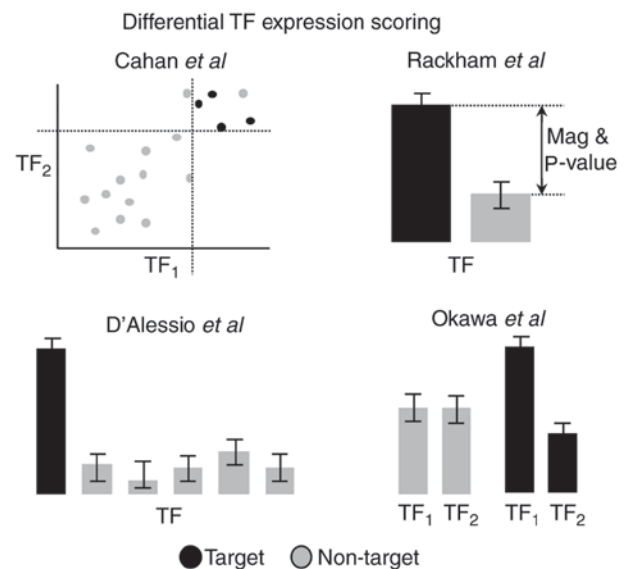 Differential TF expression scoring
Cahan et al
TF₂
TF₁
Rackham et al
Mag &
P-value
TF
D'Alessio et al
TF
Okawa et al
TF₁ TF₂ TF₁ TF₂
Target Non-target